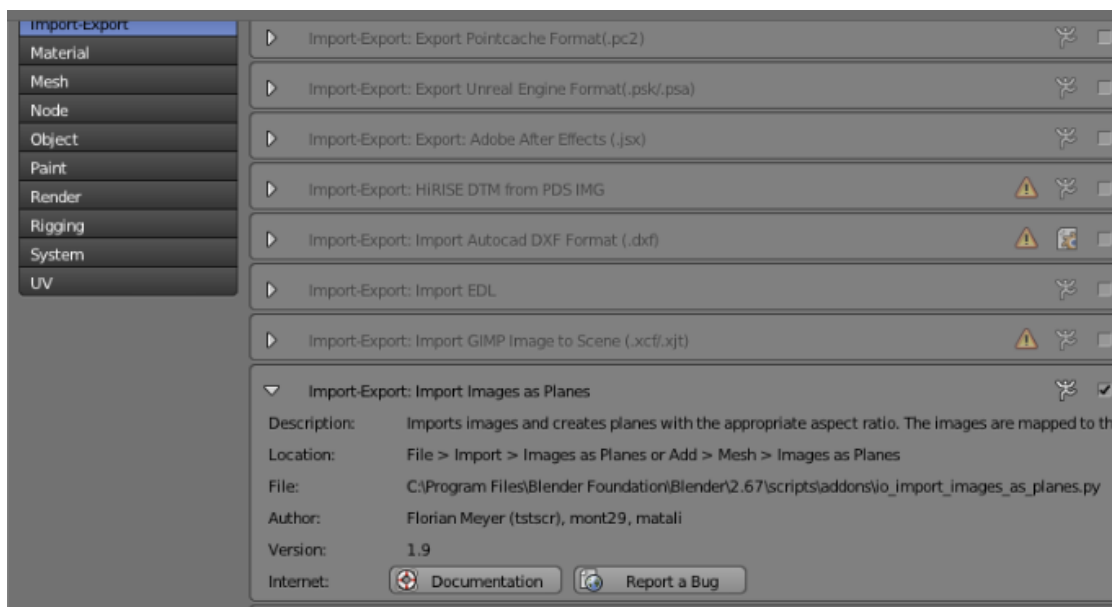 Import-Export
Material
Mesh
Node
Object
Paint
Render
Rigging
System
UV
Import-Export: Export Pointcache Format(.pc2)
Import-Export: Export Unreal Engine Format(.psk/.psa)
Import-Export: Export: Adobe After Effects (.jsx)
Import-Export: HiRISE DTM from PDS IMG
Import-Export: Import Autocad DXF Format (.dxf)
Import-Export: Import EDL
Import-Export: Import GIMP Image to Scene (.xcf/.xjt)
Import-Export: Import Images as Planes
Description: Imports images and creates planes with the appropriate aspect ratio. The images are mapped to th
Location: File > Import > Images as Planes or Add > Mesh > Images as Planes
File: C:\Program Files\Blender Foundation\Blender\2.67\scripts\addons\io_import_images_as_planes.py
Author: Florian Meyer (tstscr), mont29, matali
Version: 1.9
Internet: Documentation Report a Bug